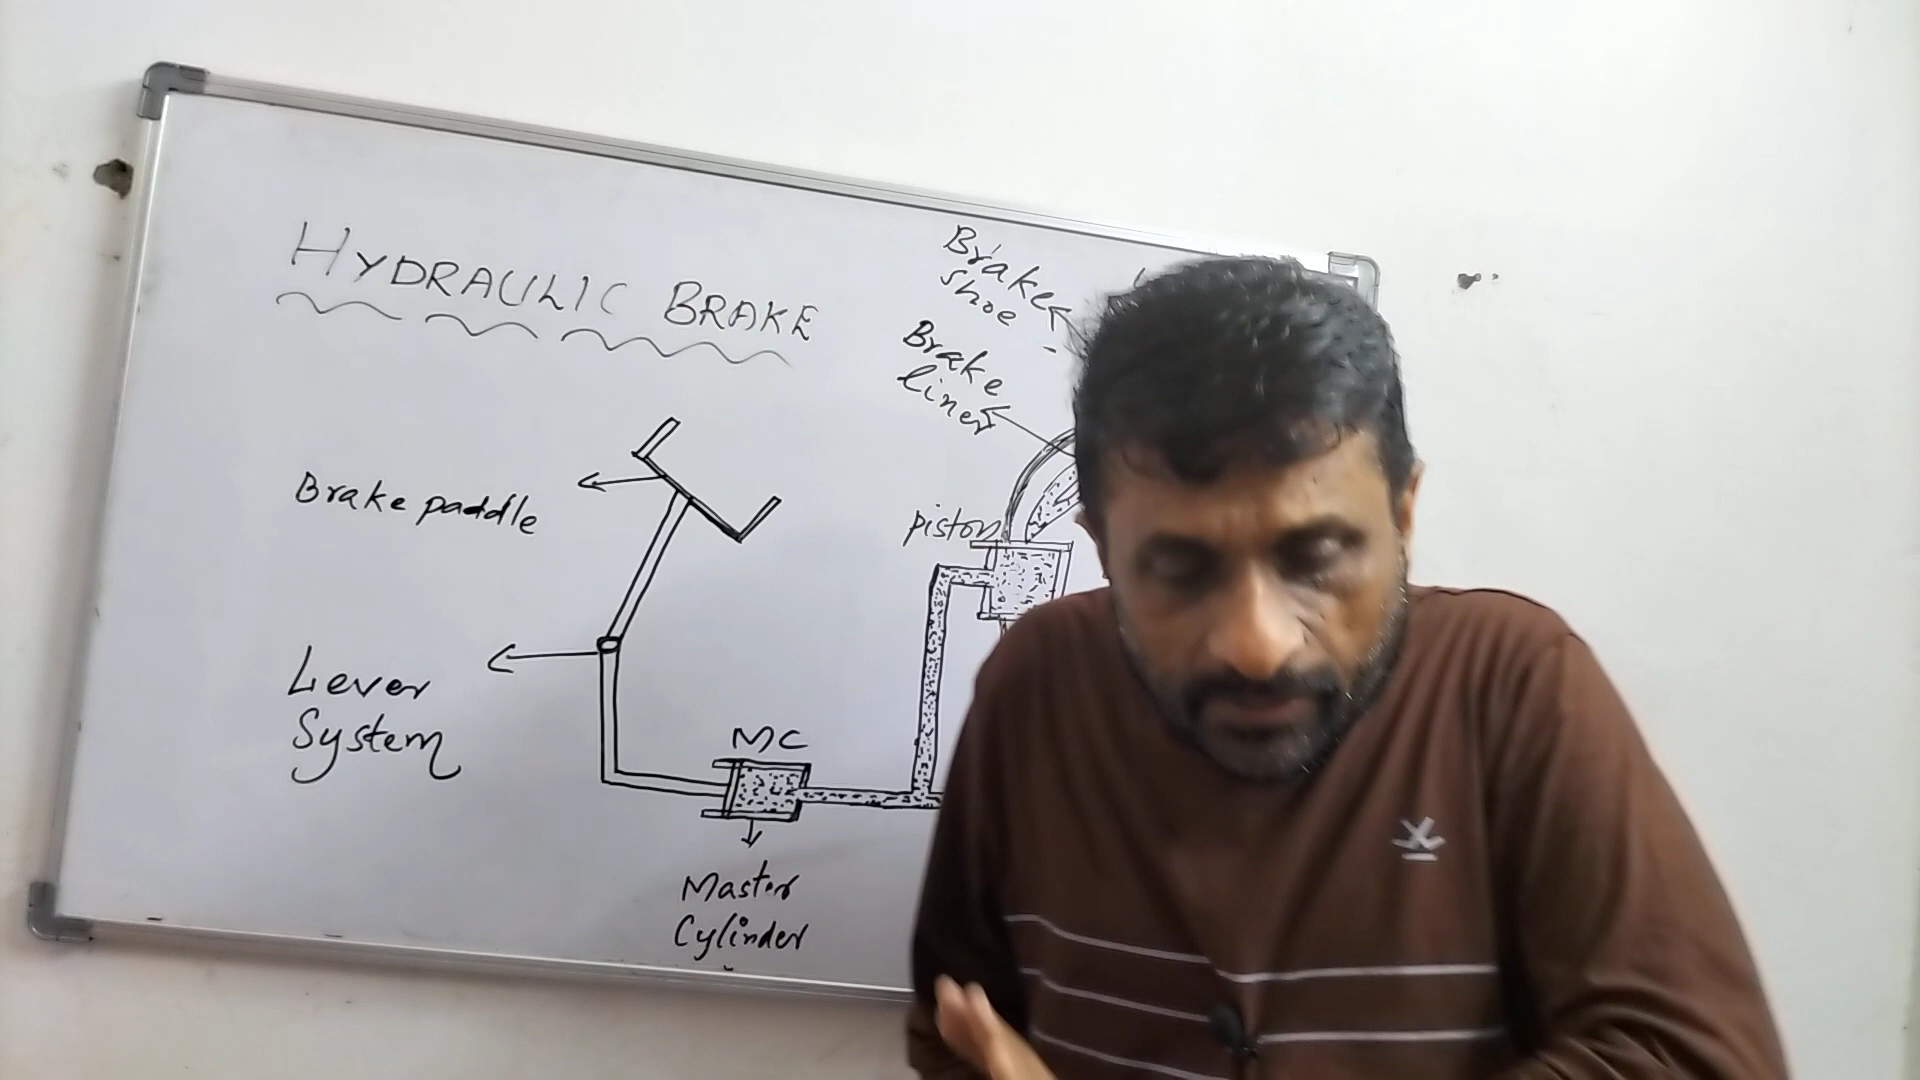 HYDRAULIC BRAKE
Brake
shoe
Brake
liner
Brake paddle
piston
Lever
System
MC
Master
Cylinder